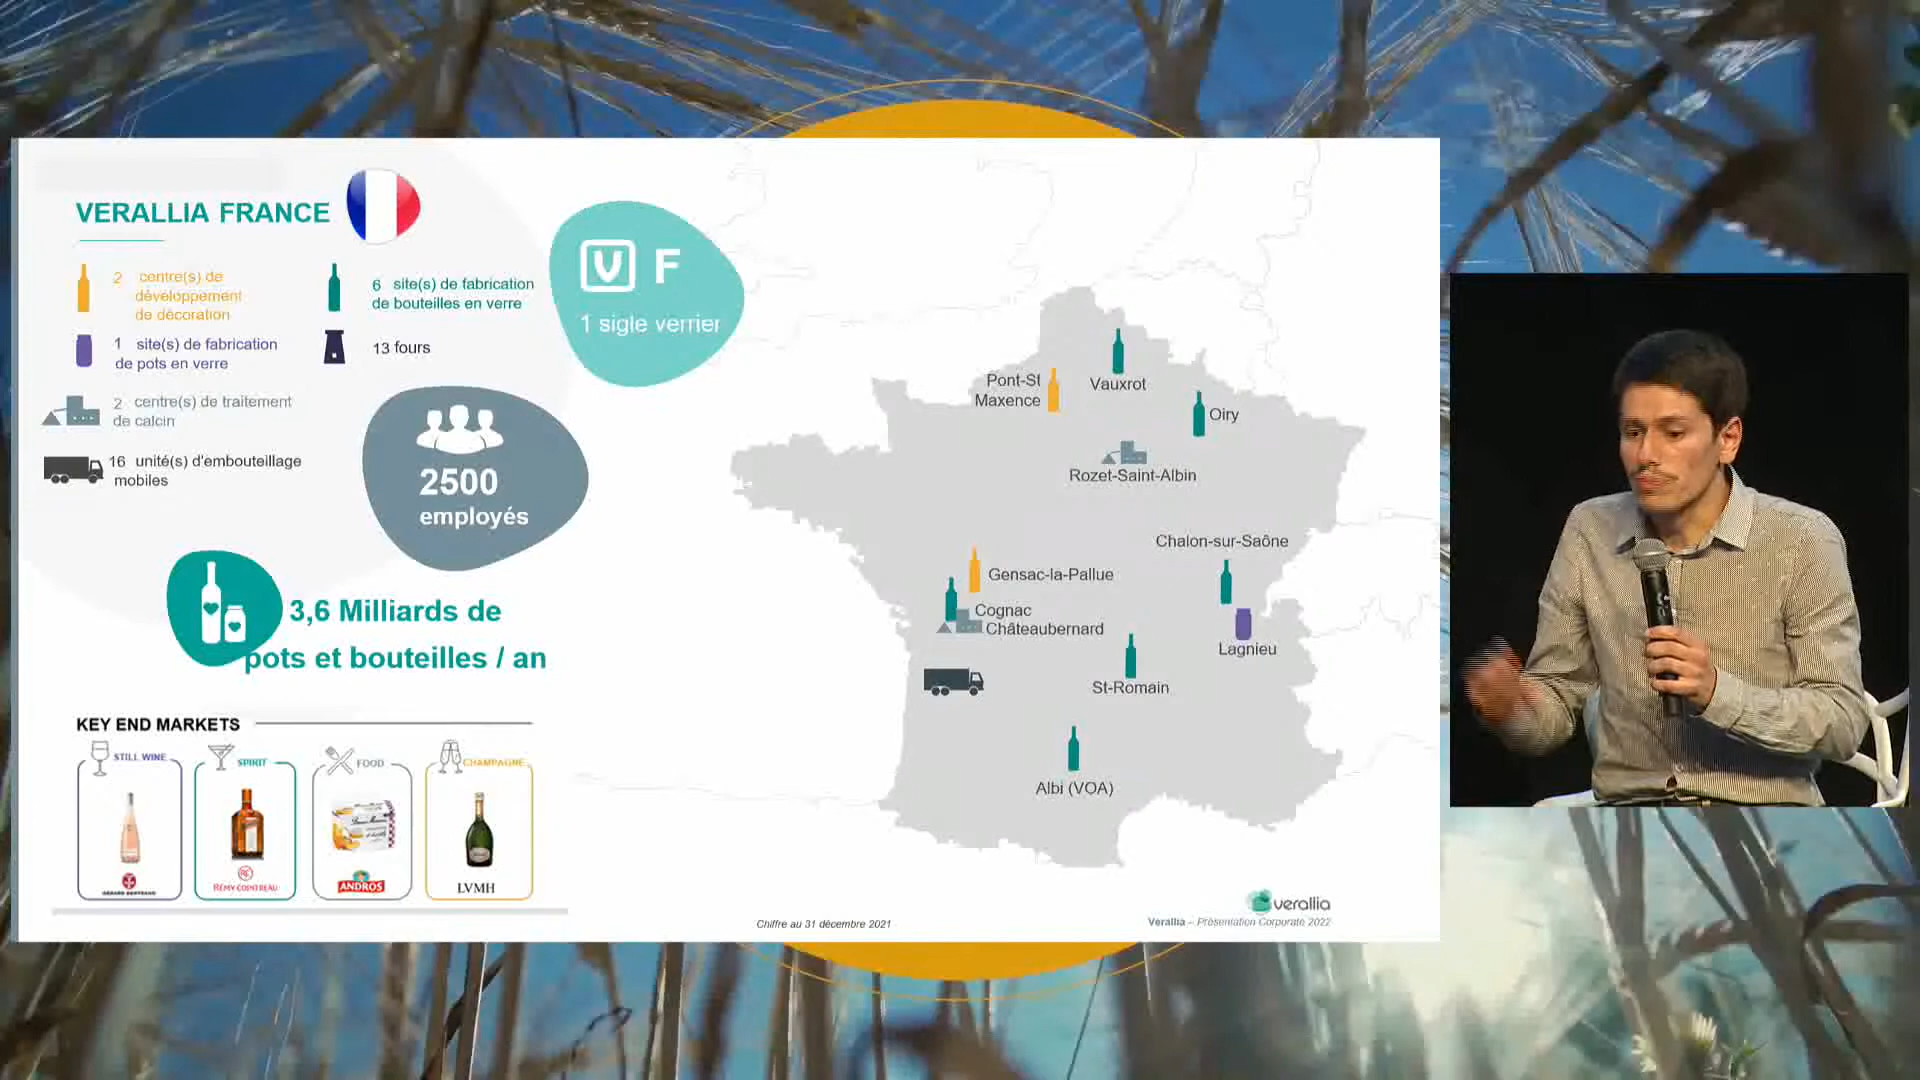 VERALLIA FRANCE
2 centre(s) de
développement
de décoration
6 site(s) de fabrication
de bouteilles en verre
1 site(s) de fabrication
de pots en verre
13 fours
2 centre(s) de traitement
de calcin
16 unité(s) d'embouteillage
mobiles
V F
1 sigle verrier
2500
employés
3,6 Milliards de
pots et bouteilles / an
KEY END MARKETS
STILL WINE
SPIRIT
FOOD
CHAMPAGNE
GÉRARD BERTRAND
RÉMY COINTREAU
ANDROS
LVMH
Pont-St
Maxence
Vauxrot
Oiry
Rozet-Saint-Albin
Chalon-sur-Saône
Gensac-la-Pallue
Cognac
Châteaubernard
Lagnieu
St-Romain
Albi (VOA)
verallia
Chiffre au 31 décembre 2021
Verallia – Présentation Corporate 2022